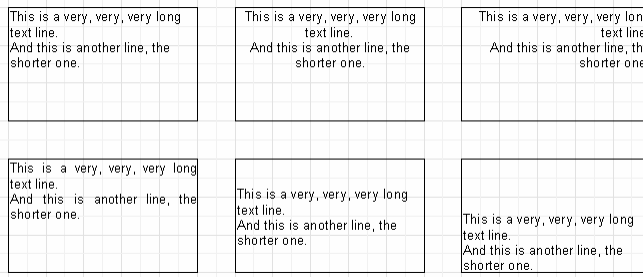 This is a very, very, very long
text line.
And this is another line, the
shorter one.
This is a very, very, very long
text line.
And this is another line, the
shorter one.
This is a very, very, very lon
text line
And this is another line, th
shorter one
This is a very, very, very long
text line.
And this is another line, the
shorter one.
This is a very, very, very long
text line.
And this is another line, the
shorter one.
This is a very, very, very long
text line.
And this is another line, the
shorter one.